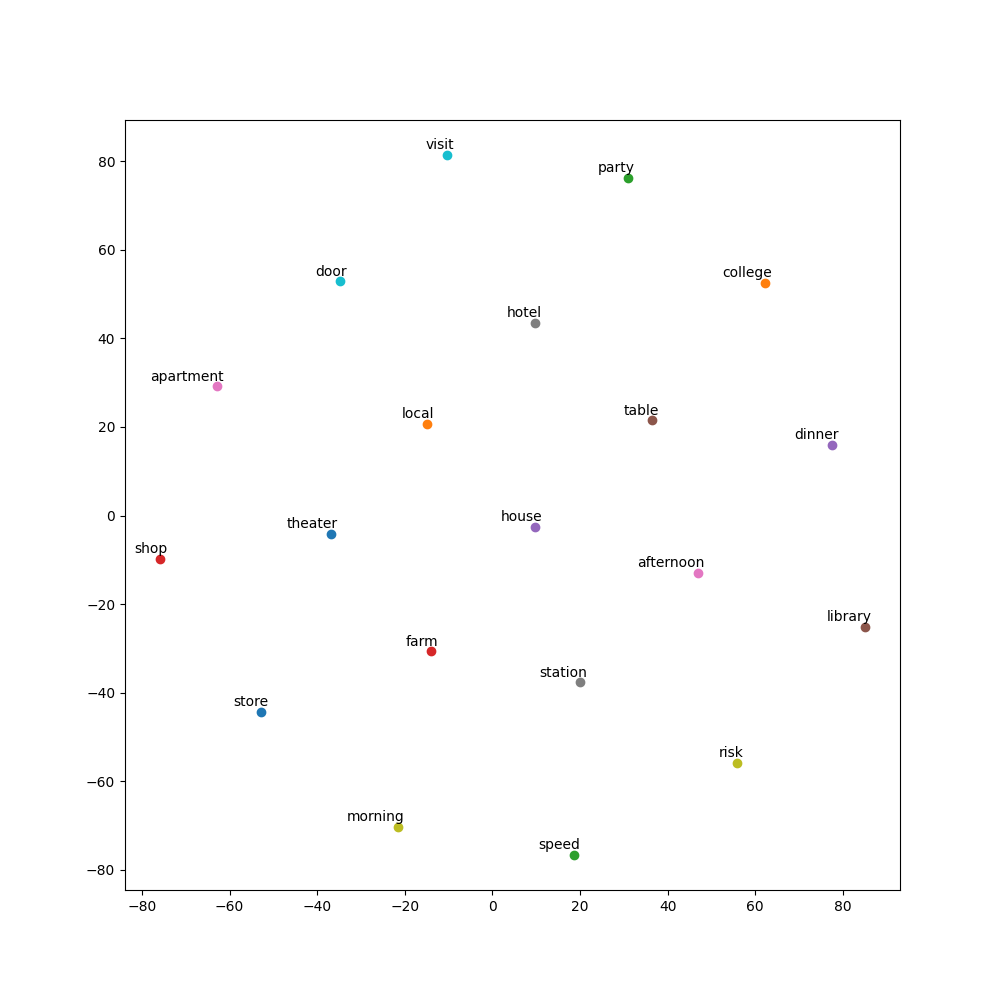 visit
party
door
college
hotel
apartment
local
table
dinner
theater
house
shop
afternoon
library
farm
station
store
risk
morning
speed
80
60
40
20
0
−20
−40
−60
−80
−80
−60
−40
−20
0
20
40
60
80